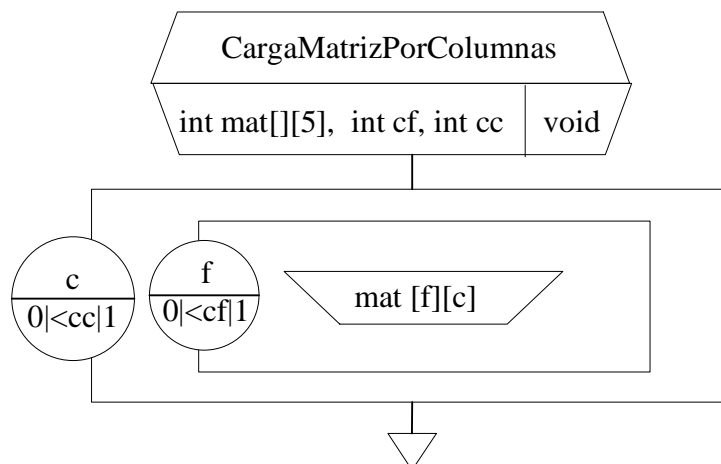 CargaMatrizPorColumnas
int mat[][5], int cf, int cc void
c
0|<cc|1
f
0|<cf|1
mat [f][c]